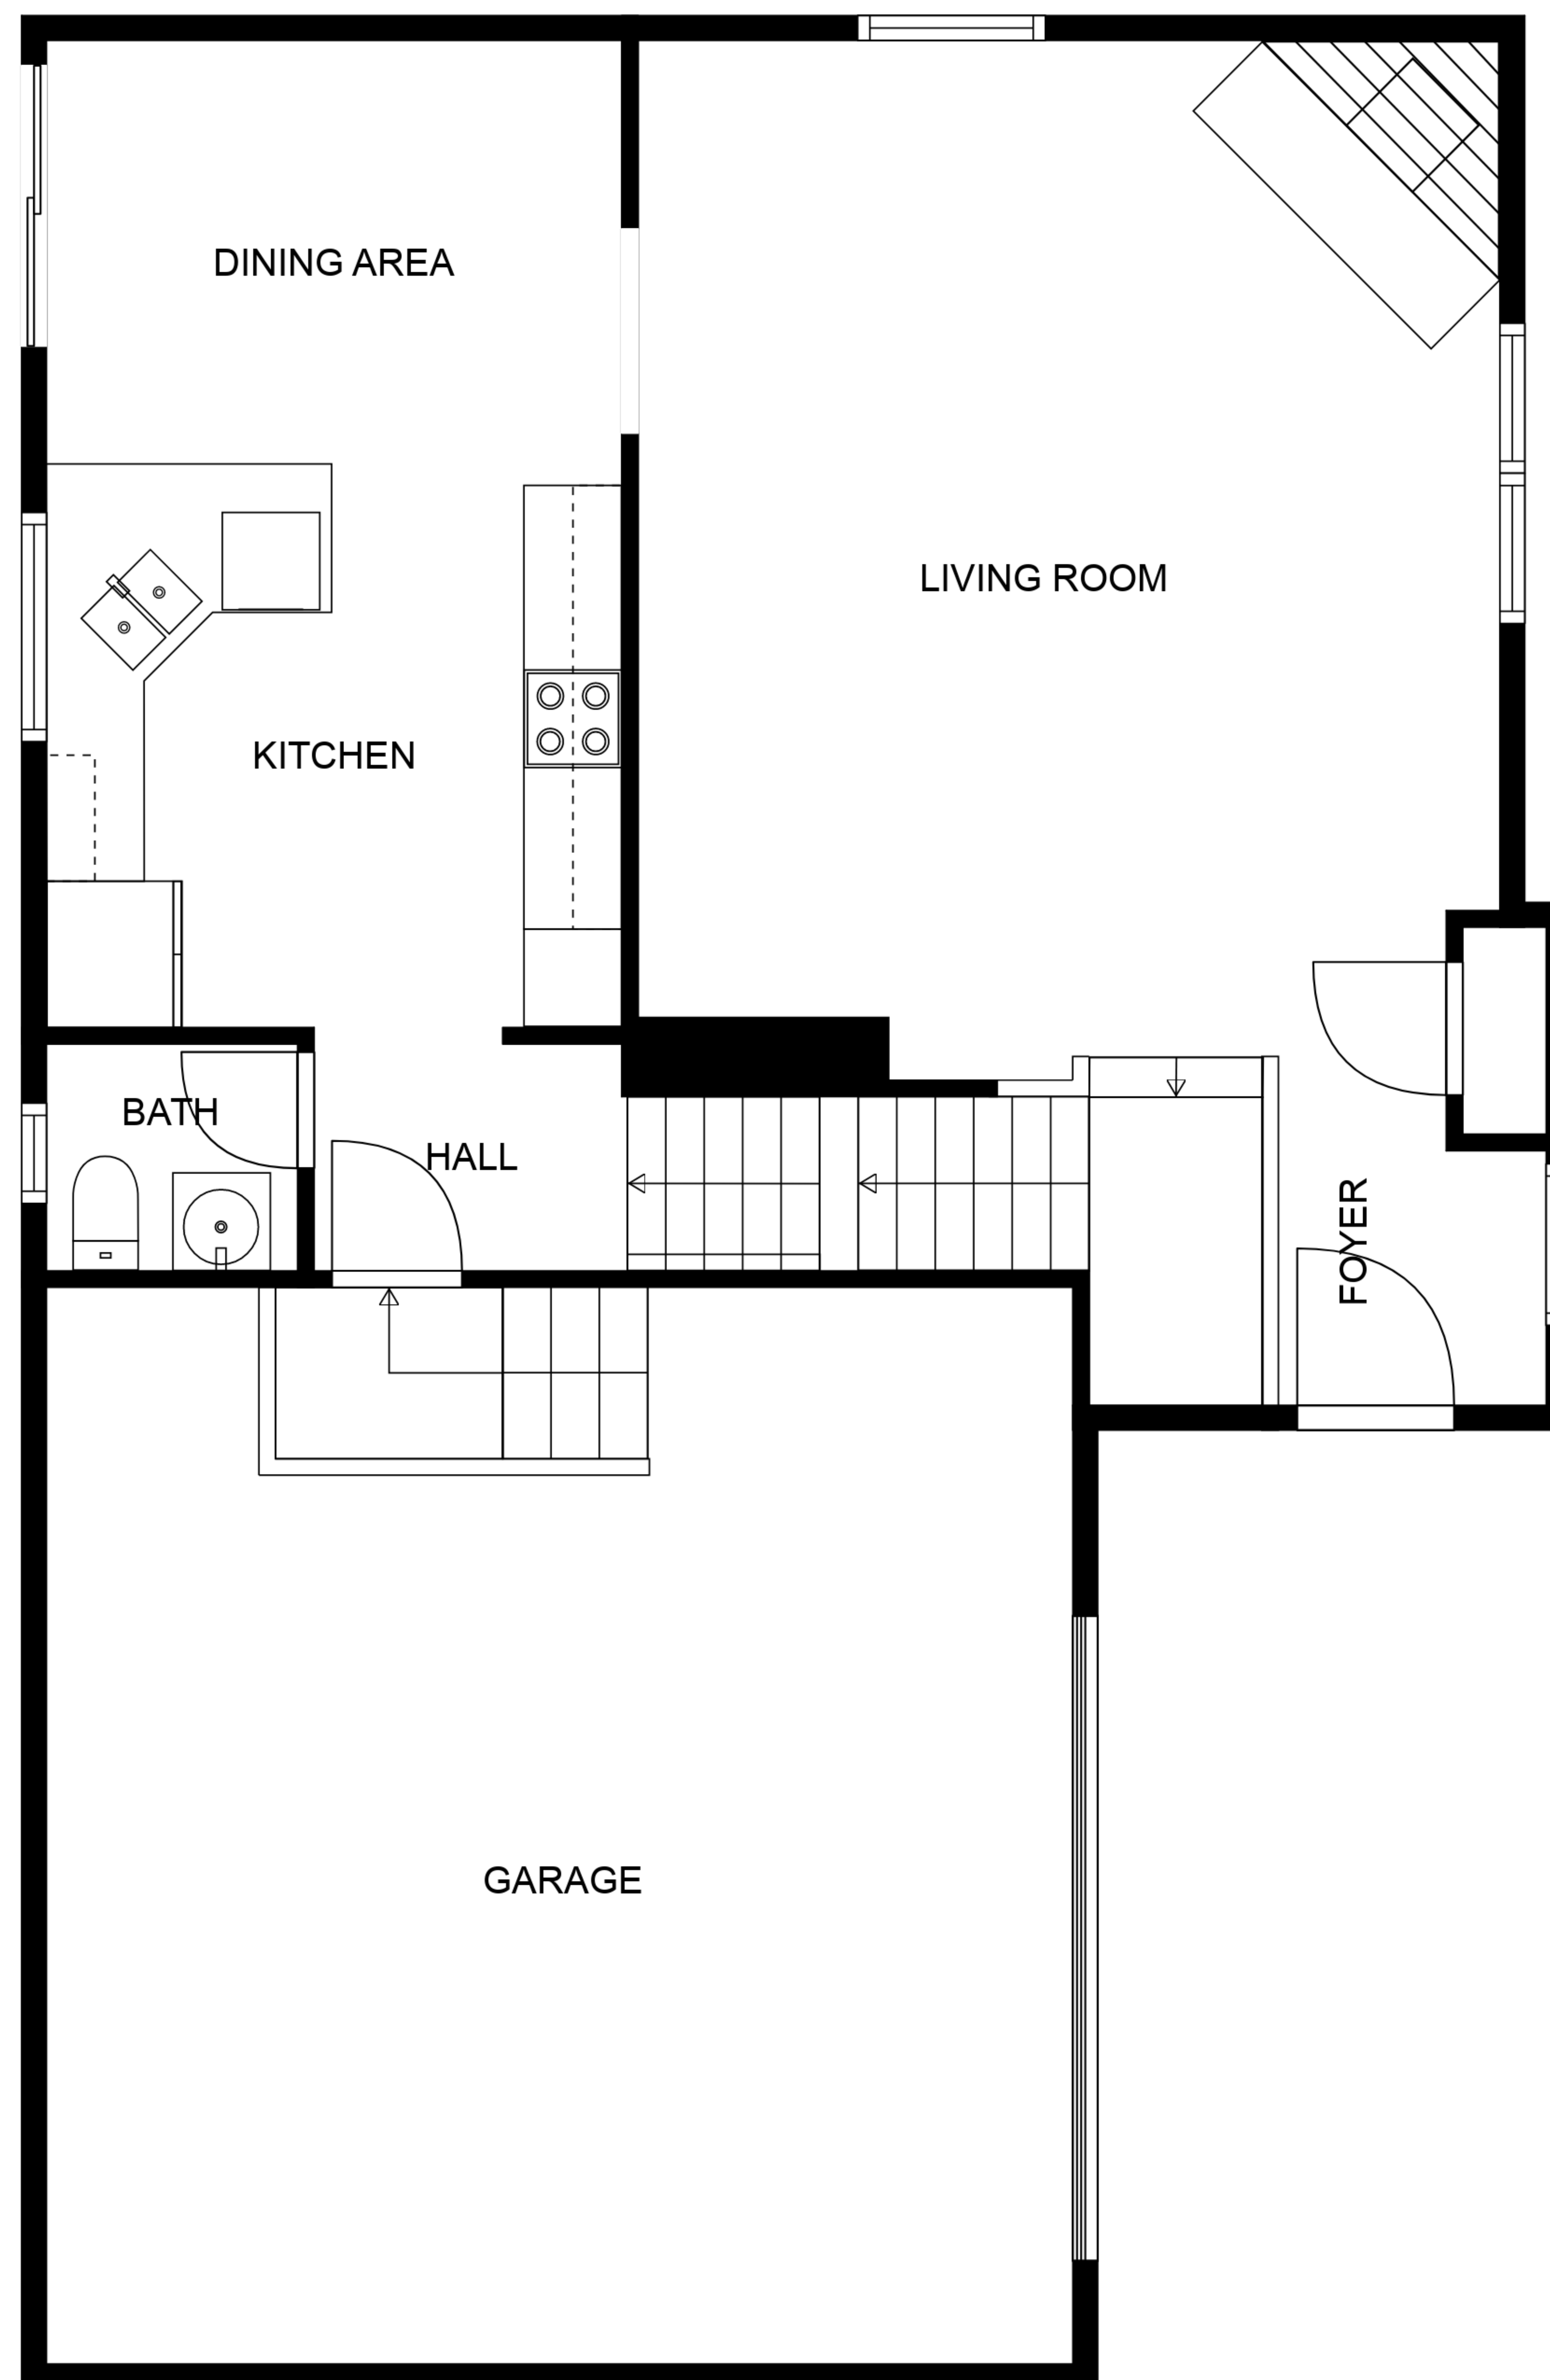 DINING AREA
LIVING ROOM
KITCHEN
BATH
HALL
FOYER
GARAGE